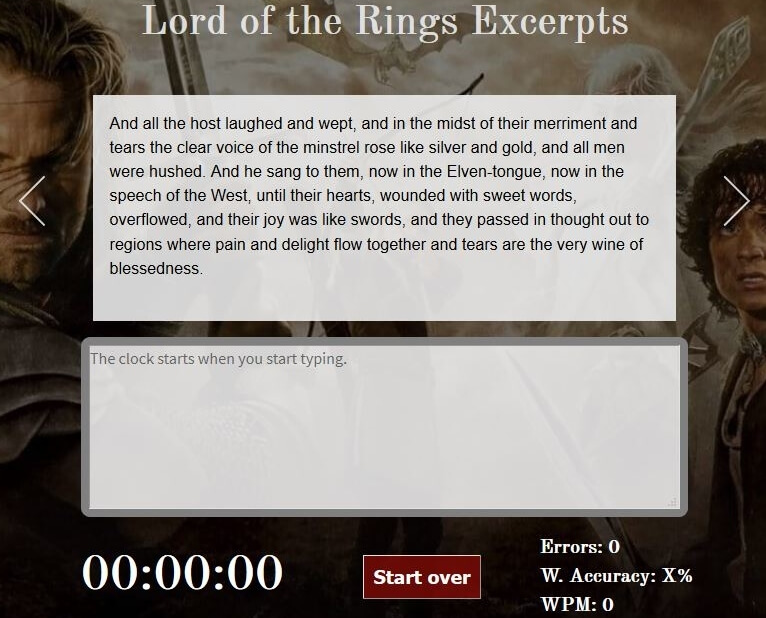 Lord of the Rings Excerpts
And all the host laughed and wept, and in the midst of their merriment and
tears the clear voice of the minstrel rose like silver and gold, and all men
were hushed. And he sang to them, now in the Elven-tongue, now in the
speech of the West, until their hearts, wounded with sweet words,
overflowed, and their joy was like swords, and they passed in thought out to
regions where pain and delight flow together and tears are the very wine of
blessedness.
The clock starts when you start typing.
00:00:00
Start over
Errors: 0
W. Accuracy: X%
WPM: 0